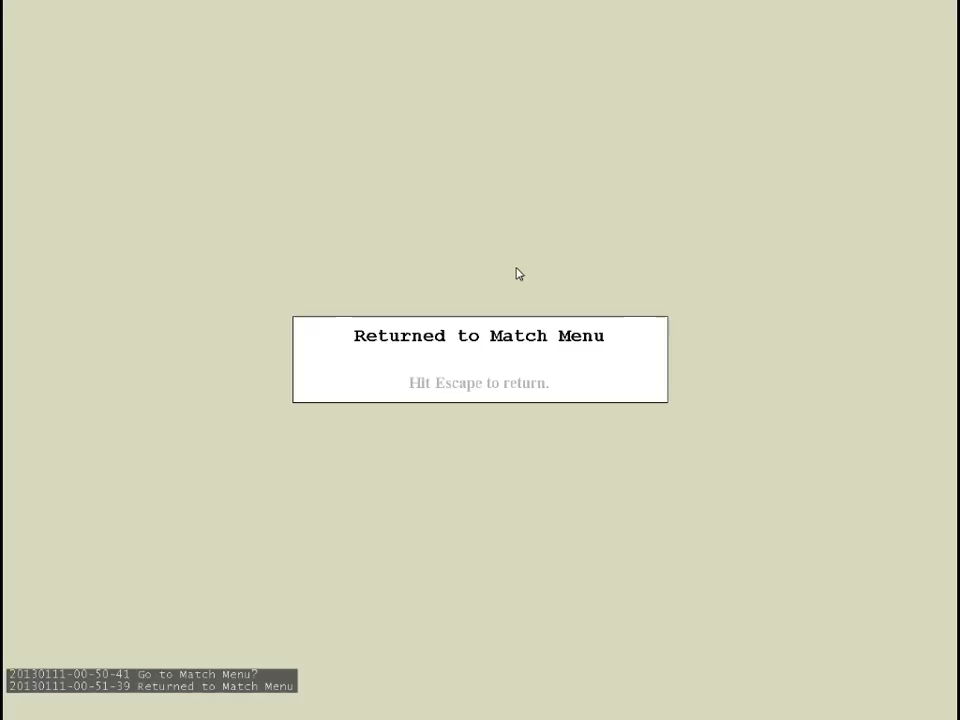 Returned to Match Menu
Hit Escape to return.
20130111-00-50-41 Go to Match Menu?
20130111-00-51-39 Returned to Match Menu